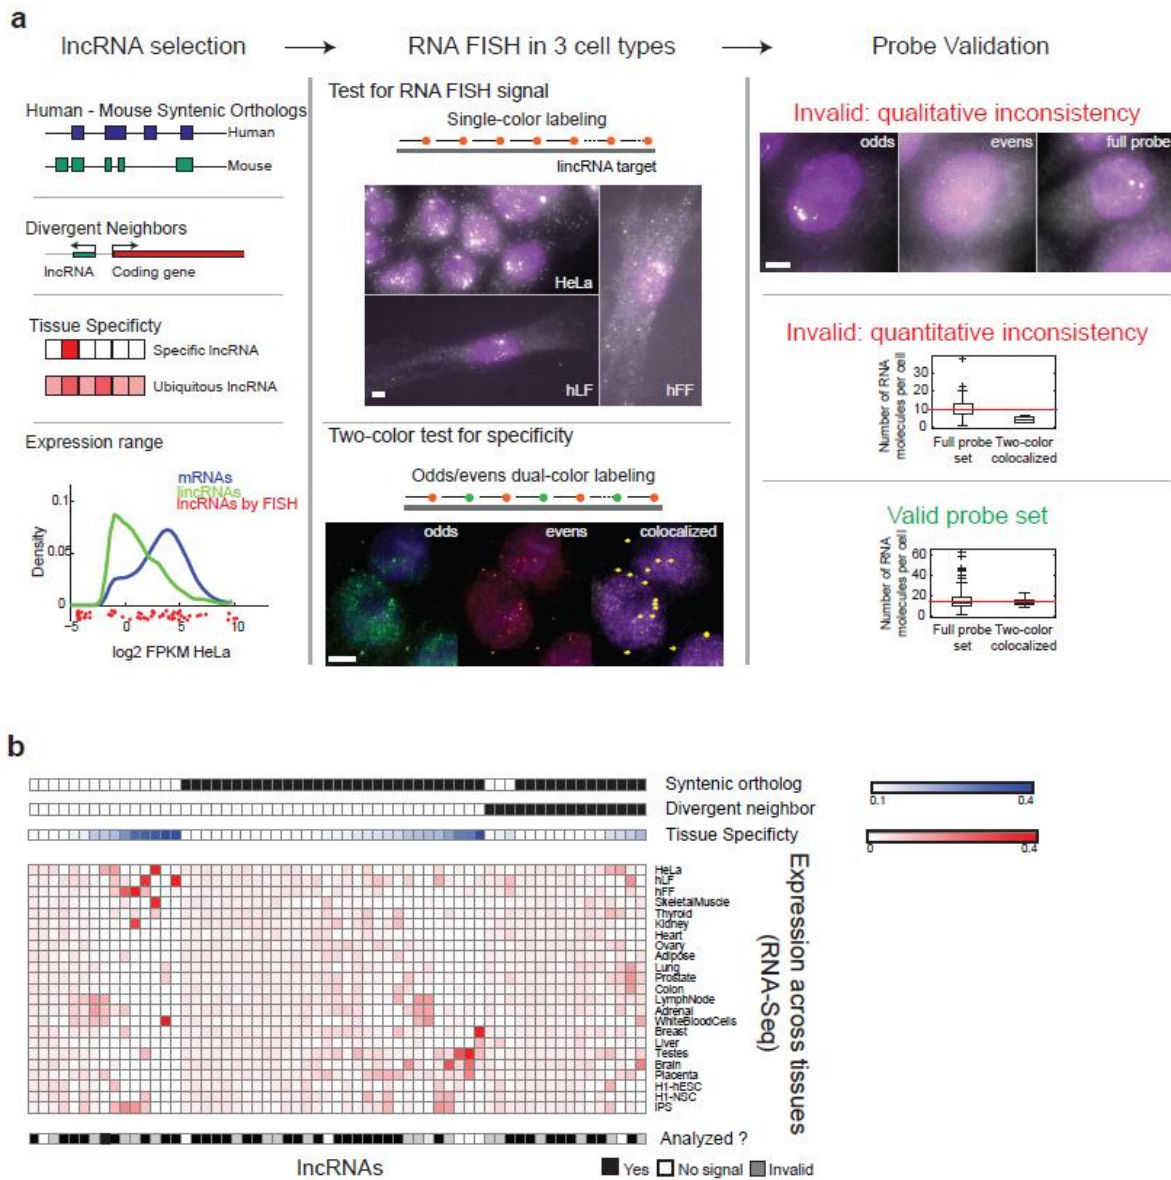 a
lncRNA selection
RNA FISH in 3 cell types
Probe Validation
Human - Mouse Syntenic Orthologs
Human
Mouse
Divergent Neighbors
lncRNA
Coding gene
Tissue Specificty
Specific lncRNA
Ubiquitous lncRNA
Expression range
mRNAs
lincRNAs
lncRNAs by FISH
Density
0.1
0.05
0
-5
0
5
10
log2 FPKM HeLa
Test for RNA FISH signal
Single-color labeling
lincRNA target
HeLa
hLF
hFF
Two-color test for specificity
Odds/evens dual-color labeling
odds
evens
colocalized
Invalid: qualitative inconsistency
odds
evens
full probe
Invalid: quantitative inconsistency
Number of RNA
molecules per cell
30
20
10
0
Full probe
set
Two-color
colocalized
Valid probe set
Number of RNA
molecules per cell
60
40
20
0
Full probe
set
Two-color
colocalized
b
Syntenic ortholog
Divergent neighbor
Tissue Specificty
0.1
0.4
0
0.4
HeLa
hLF
hFF
SkeletalMuscle
Thyroid
Kidney
Heart
Ovary
Adipose
Lung
Prostate
Colon
LymphNode
Adrenal
WhiteBloodCells
Breast
Liver
Testes
Brain
Placenta
H1-hESC
H1-NSC
IPS
Expression across tissues
(RNA-Seq)
Analyzed ?
lncRNAs
Yes
No signal
Invalid